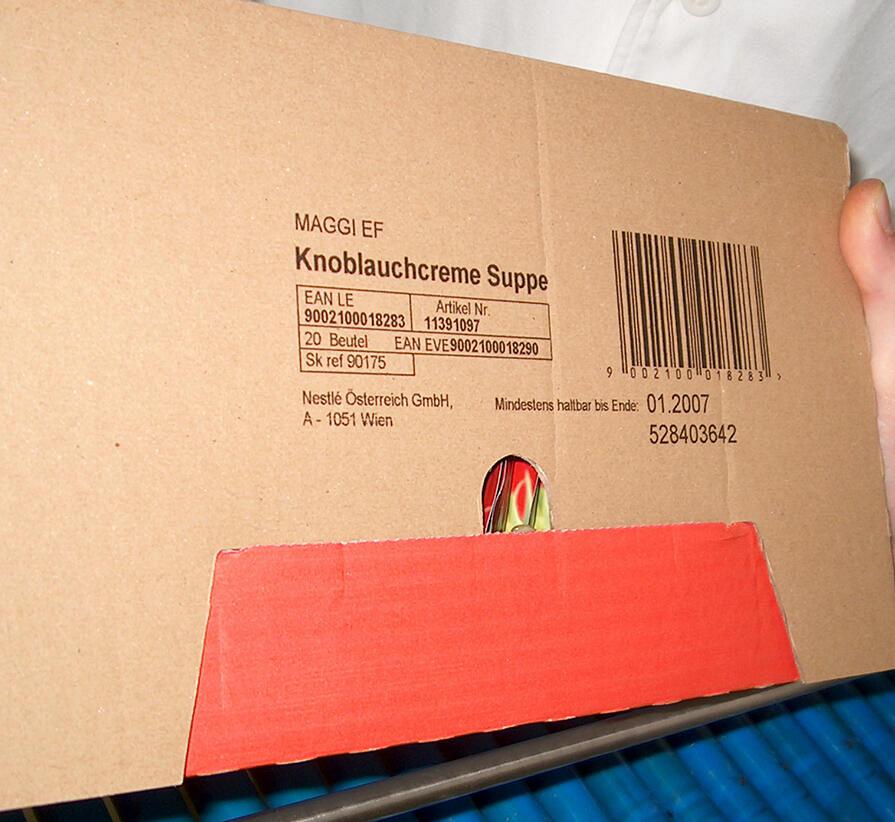 MAGGI EF
Knoblauchcreme Suppe
EAN LE Artikel Nr.
9002100018283 11391097
20 Beutel EAN EVE9002100018290
Sk ref 90175
Nestlé Österreich GmbH,
A - 1051 Wien
9 002100 018283 >
Mindestens haltbar bis Ende: 01.2007
528403642